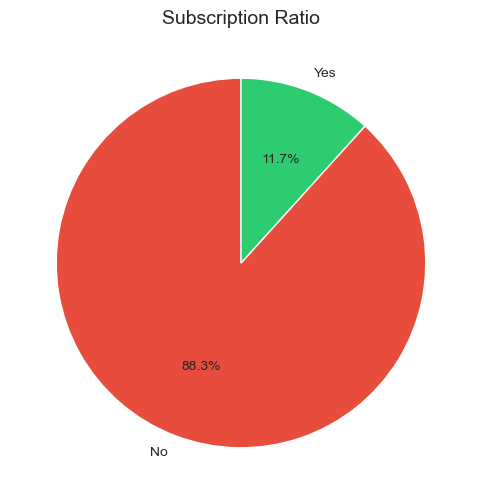 Subscription Ratio
Yes
11.7%
88.3%
No